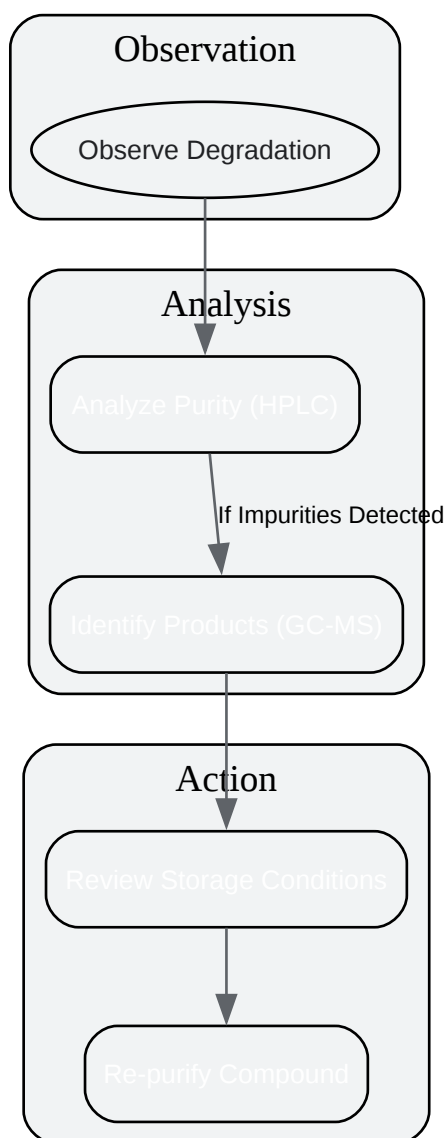 Observation
Observe Degradation
Analysis
Analyze Purity (HPLC)
If Impurities Detected
Identify Products (GC-MS)
Action
Review Storage Conditions
Re-purify Compound